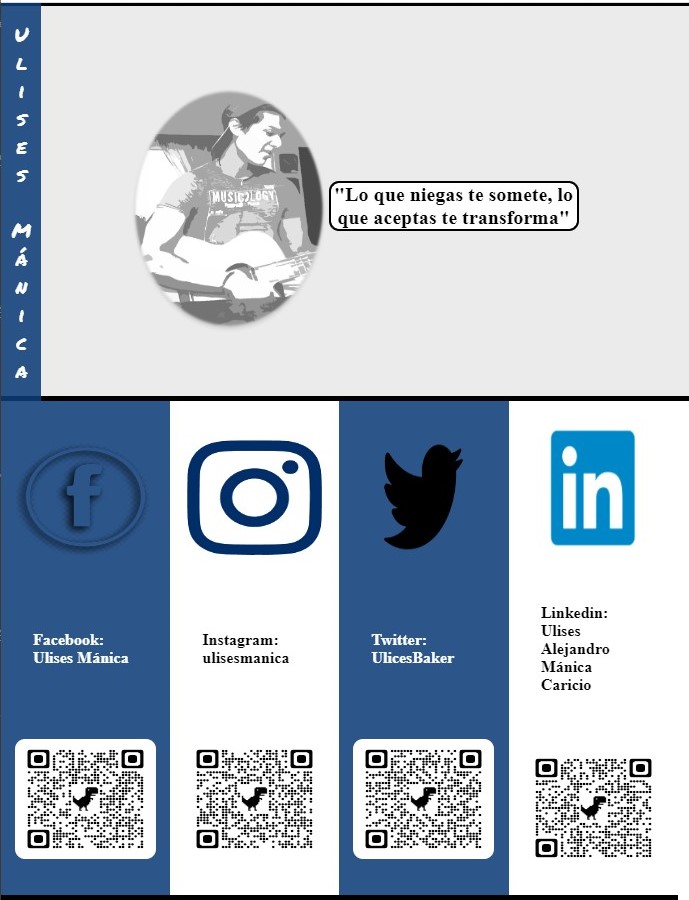 ULISES MÁNICA
MUSICOLOGY
"Lo que niegas te somete, lo
que aceptas te transforma"
f
in
Facebook:
Ulises Mánica
Instagram:
ulisesmanica
Twitter:
UlicesBaker
Linkedin:
Ulises
Alejandro
Mánica
Caricio